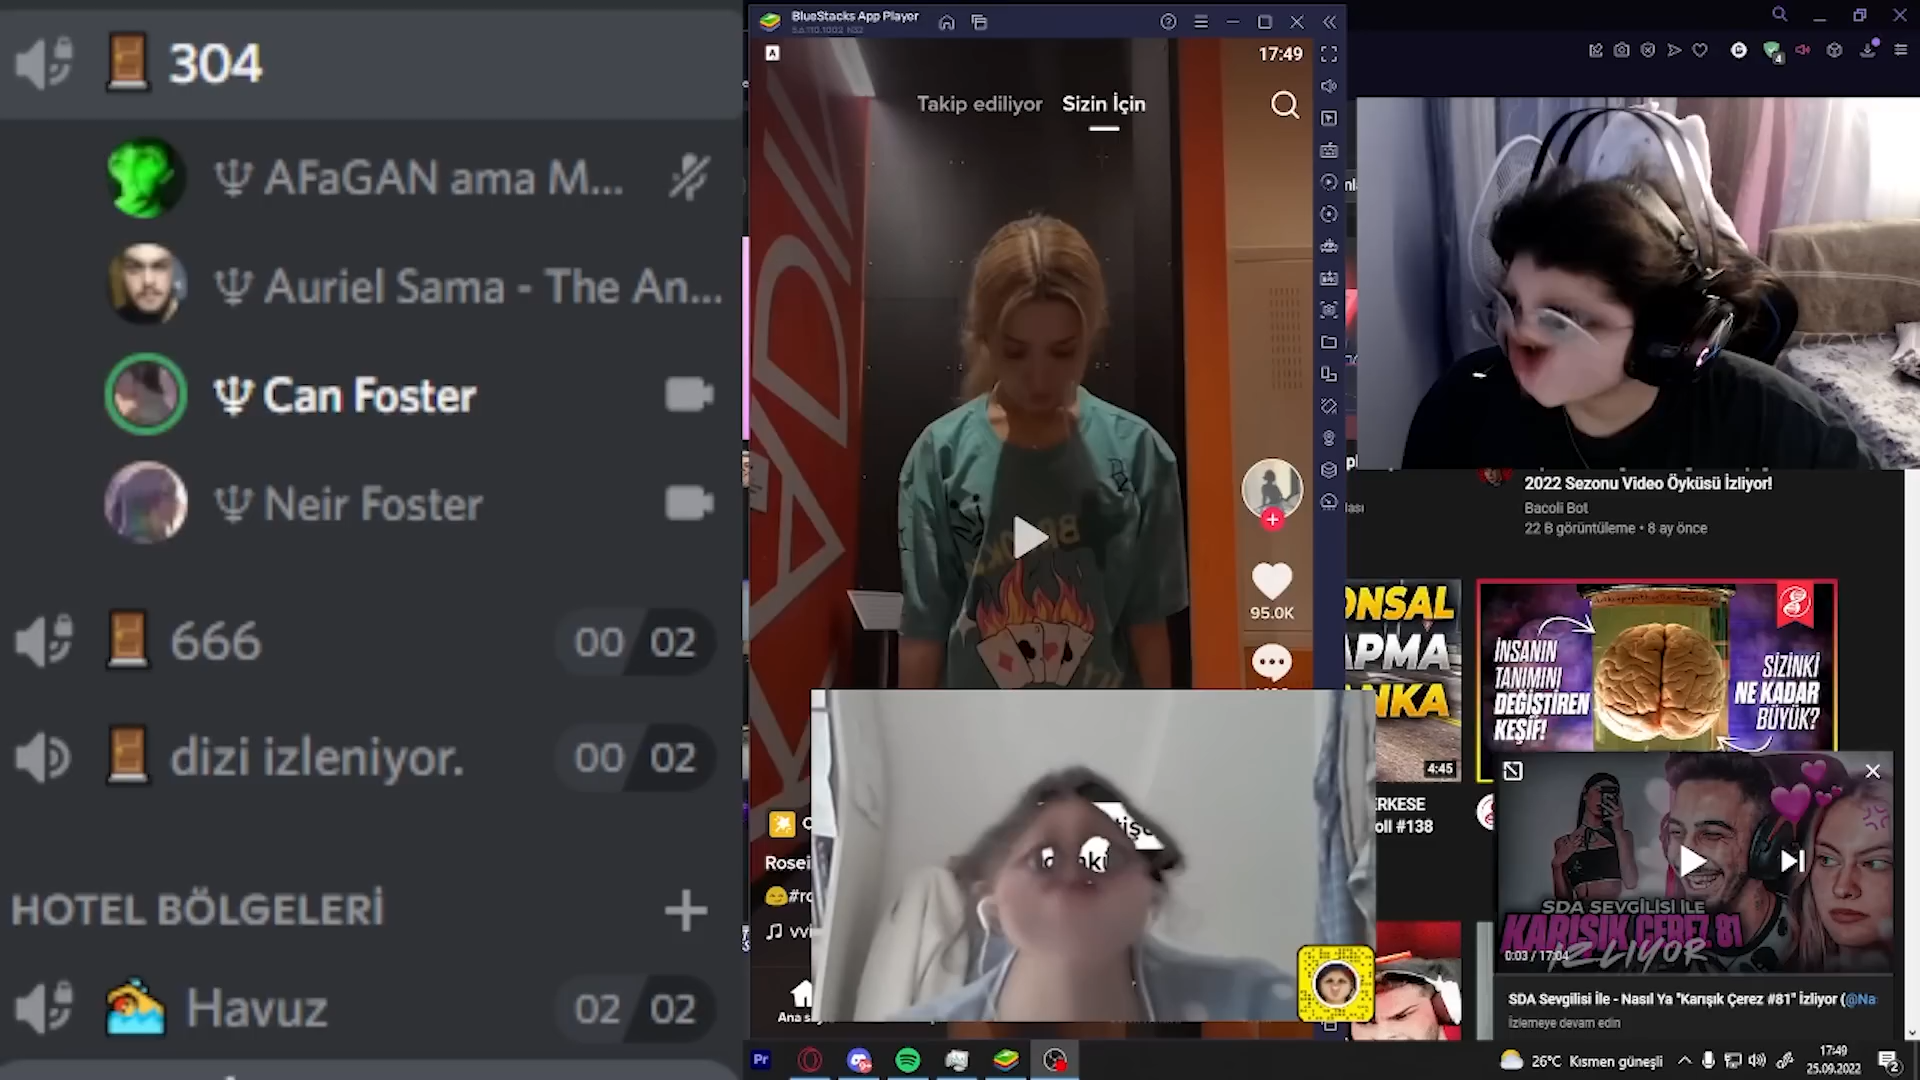 304
AFaGAN ama M...
Auriel Sama - The An...
Can Foster
Neir Foster
666
00 02
dizi izleniyor.
00 02
HOTEL BÖLGELERİ
Havuz
02 02
BlueStacks App Player
17:49
Takip ediliyor Sizin İçin
95.0K
Rosei
Pr
2022 Sezonu Video Öyküsü İzliyor!
Bacoli Bot
22 B görüntüleme • 8 ay önce
ONSAL
APMA
NKA
4:45
ERKESE
oll #138
İNSANIN
TANIMINI
DEĞİŞTİREN
KEŞİF!
SİZİNKİ
NE KADAR
BÜYÜK?
SDA SEVGİLİSİ İLE
KARIŞIK ÇEREZ 81
İZLİYOR
0:03 / 17:04
SDA Sevgilisi İle - Nasıl Ya "Karışık Çerez #81" İzliyor (@Na
İzlemeye devam edin
26°C Kısmen güneşli
17:49
25.09.2022
2